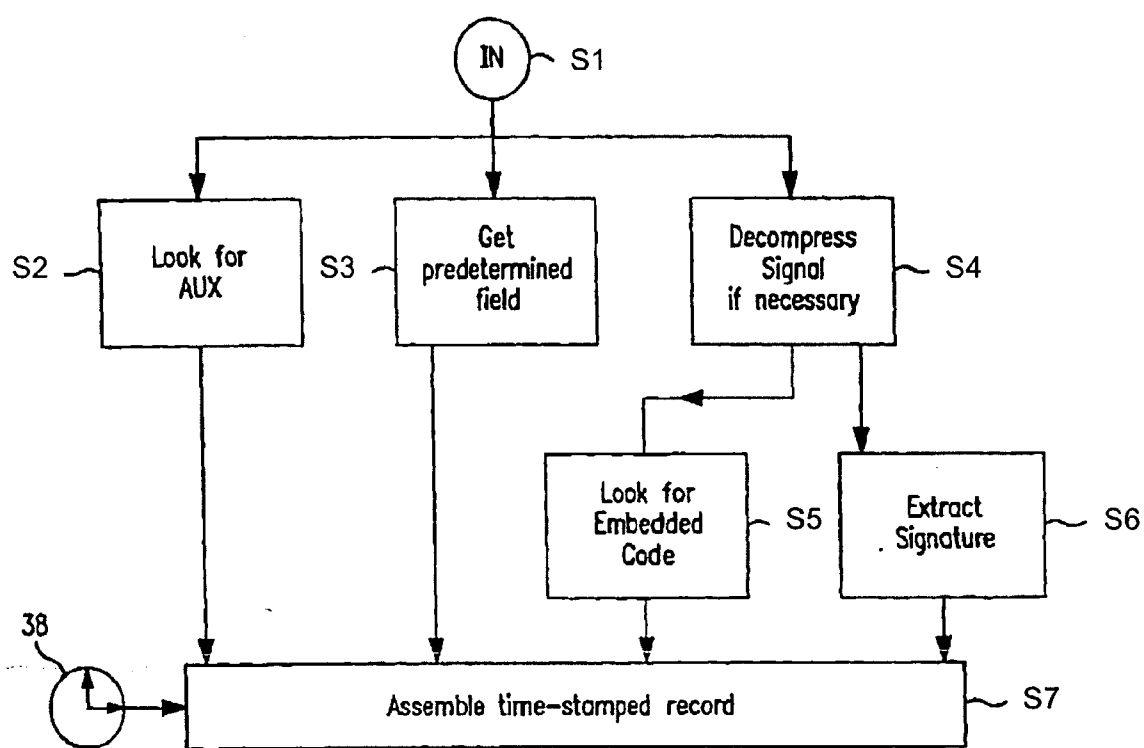 IN
S1
S2
Look for
AUX
S3
Get
predetermined
field
Decompress
Signal
if necessary
S4
Look for
Embedded
Code
S5
Extract
Signature
S6
38
Assemble time-stamped record
S7